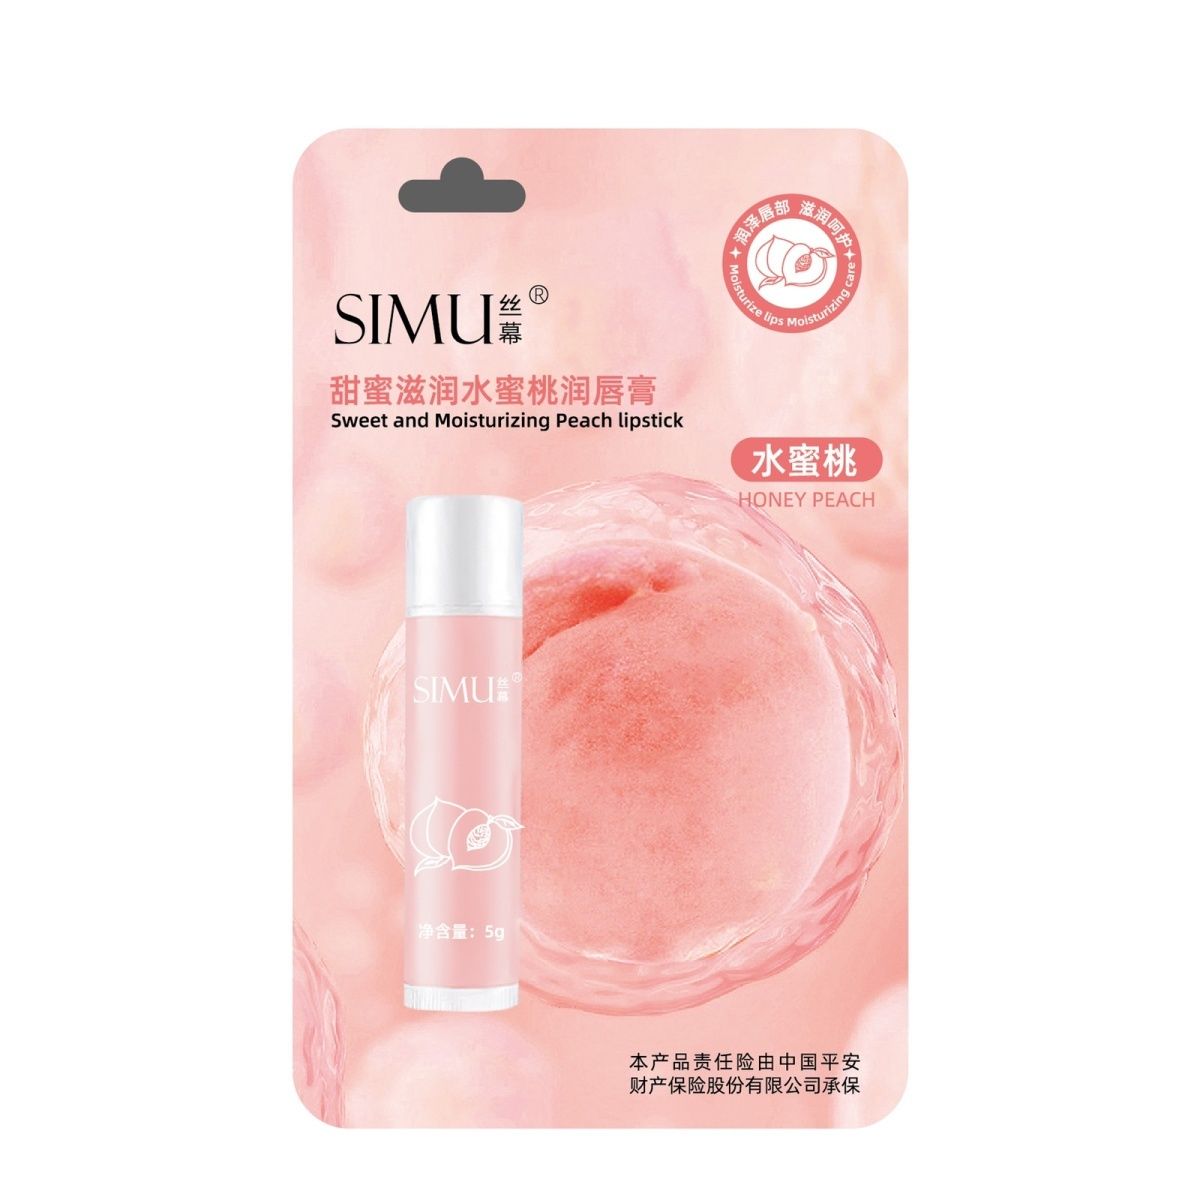 润泽唇部 滋润呵护
Moisturize lips Moisturizing care
SIMU丝幕®
甜蜜滋润水蜜桃润唇膏
Sweet and Moisturizing Peach lipstick
水蜜桃
HONEY PEACH
SIMU丝幕®
净含量：5g
本产品责任险由中国平安
财产保险股份有限公司承保